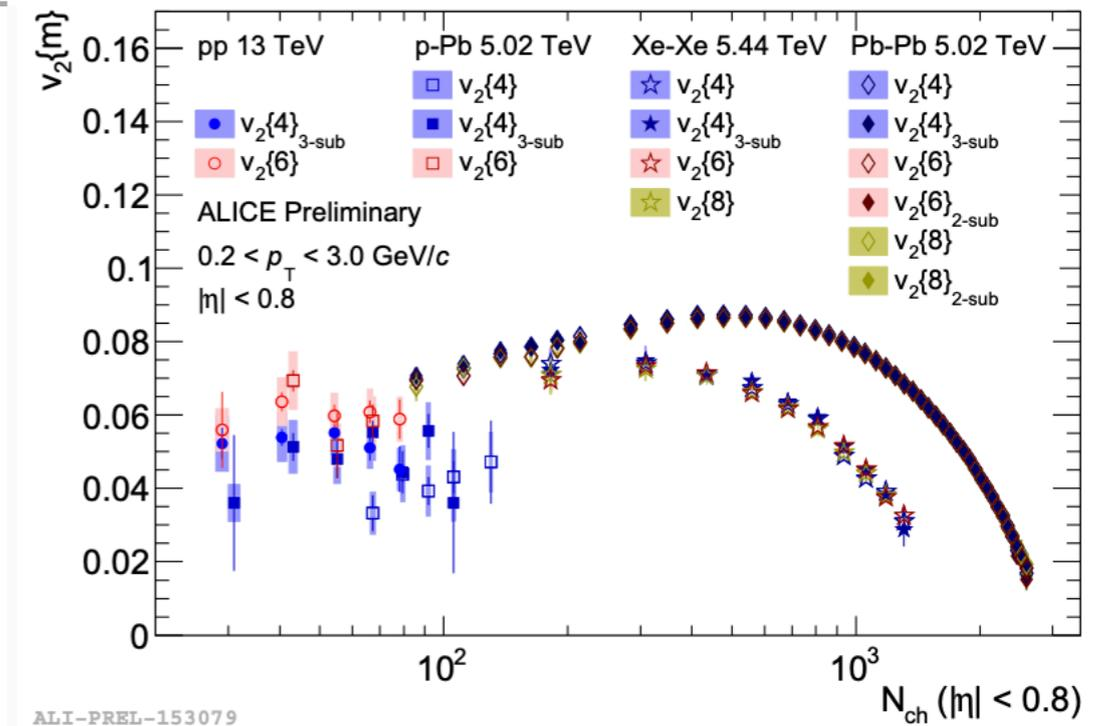 v2{m}
0.16
0.14
0.12
0.1
0.08
0.06
0.04
0.02
0
pp 13 TeV
v2{4}3-sub
v2{6}
p-Pb 5.02 TeV
v2{4}
v2{4}3-sub
v2{6}
Xe-Xe 5.44 TeV
v2{4}
v2{4}3-sub
v2{6}
v2{8}
Pb-Pb 5.02 TeV
v2{4}
v2{4}3-sub
v2{6}
v2{6}2-sub
v2{8}
v2{8}2-sub
ALICE Preliminary
0.2 < pT < 3.0 GeV/c
|η| < 0.8
10²
10³
Nch (|η| < 0.8)
ALI-PREL-153079